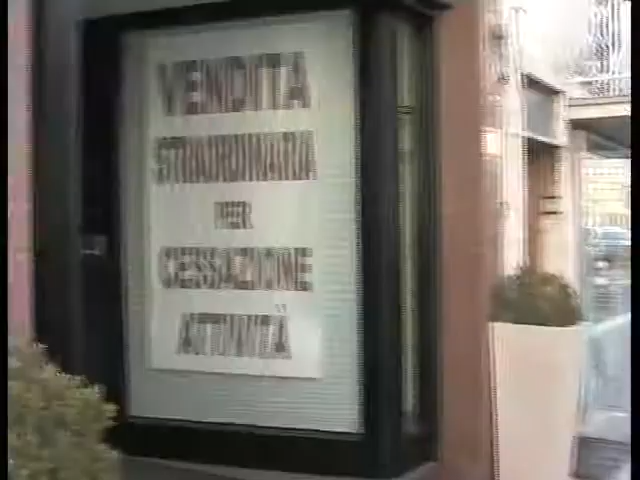 VENDITA
STRAORDINARIA
PER
CESSAZIONE
ATTIVITÀ